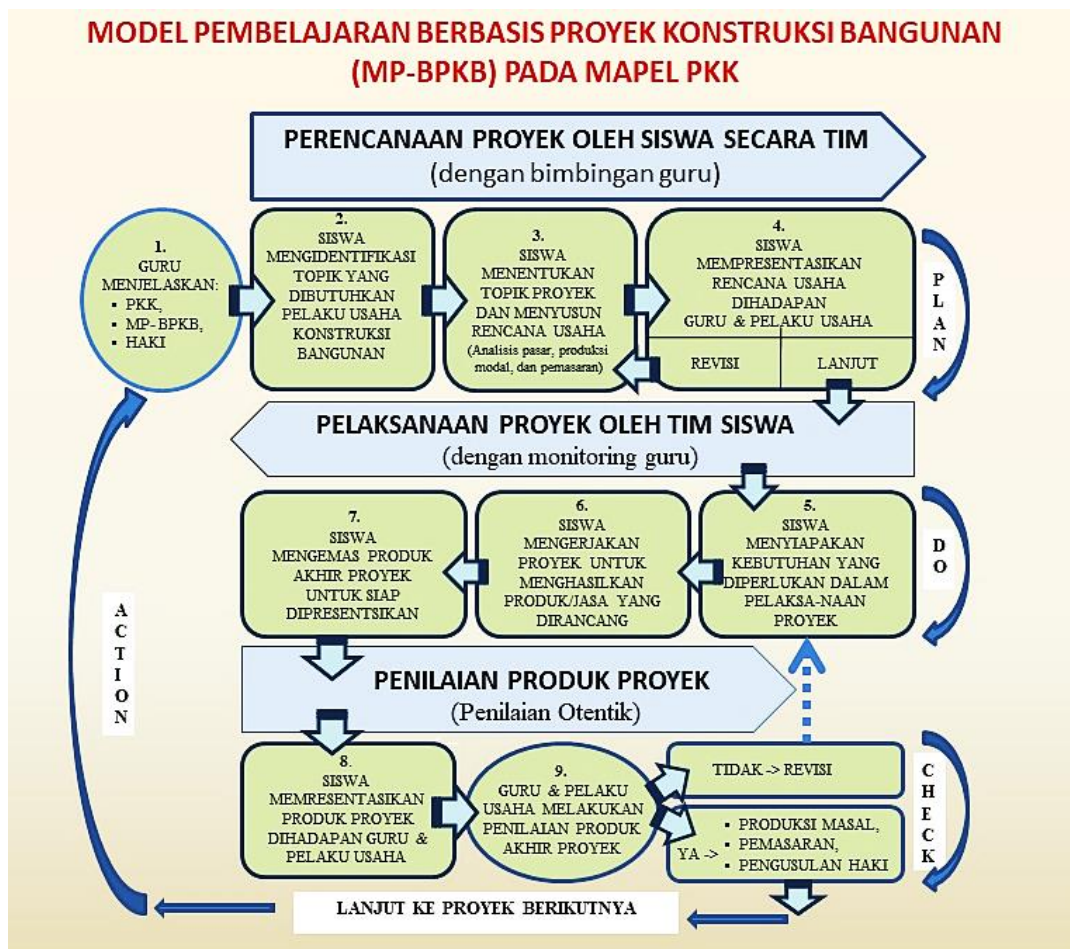 MODEL PEMBELAJARAN BERBASIS PROYEK KONSTRUKSI BANGUNAN
(MP-BPKB) PADA MAPEL PKK
PERENCANAAN PROYEK OLEH SISWA SECARA TIM
(dengan bimbingan guru)
1.
GURU
MENJELASKAN:
▪ PKK,
▪ MP-BPKB,
▪ HAKI
2.
SISWA
MENGIDENTIFIKASI
TOPIK YANG
DIBUTUHKAN
PELAKU USAHA
KONSTRUKSI
BANGUNAN
3.
SISWA
MENENTUKAN
TOPIK PROYEK
DAN MENYUSUN
RENCANA USAHA
(Analisis pasar, produksi
modal, dan pemasaran)
4.
SISWA
MEMPRESENTASIKAN
RENCANA USAHA
DIHADAPAN
GURU & PELAKU USAHA
REVISI
LANJUT
PLAN
PELAKSANAAN PROYEK OLEH TIM SISWA
(dengan monitoring guru)
7.
SISWA
MENGEMAS PRODUK
AKHIR PROYEK
UNTUK SIAP
DIPRESENTSIKAN
6.
SISWA
MENGERJAKAN
PROYEK UNTUK
MENGHASILKAN
PRODUK/JASA YANG
DIRANCANG
5.
SISWA
MENYIAPAKAN
KEBUTUHAN YANG
DIPERLUKAN DALAM
PELAKSA-NAAN
PROYEK
DO
ACTION
PENILAIAN PRODUK PROYEK
(Penilaian Otentik)
8.
SISWA
MEMRESENTASIKAN
PRODUK PROYEK
DIHADAPAN GURU &
PELAKU USAHA
9.
GURU & PELAKU
USAHA MELAKUKAN
PENILAIAN PRODUK
AKHIR PROYEK
TIDAK -> REVISI
YA ->
▪ PRODUKSI MASAL,
▪ PEMASARAN,
▪ PENGUSULAN HAKI
CHECK
LANJUT KE PROYEK BERIKUTNYA